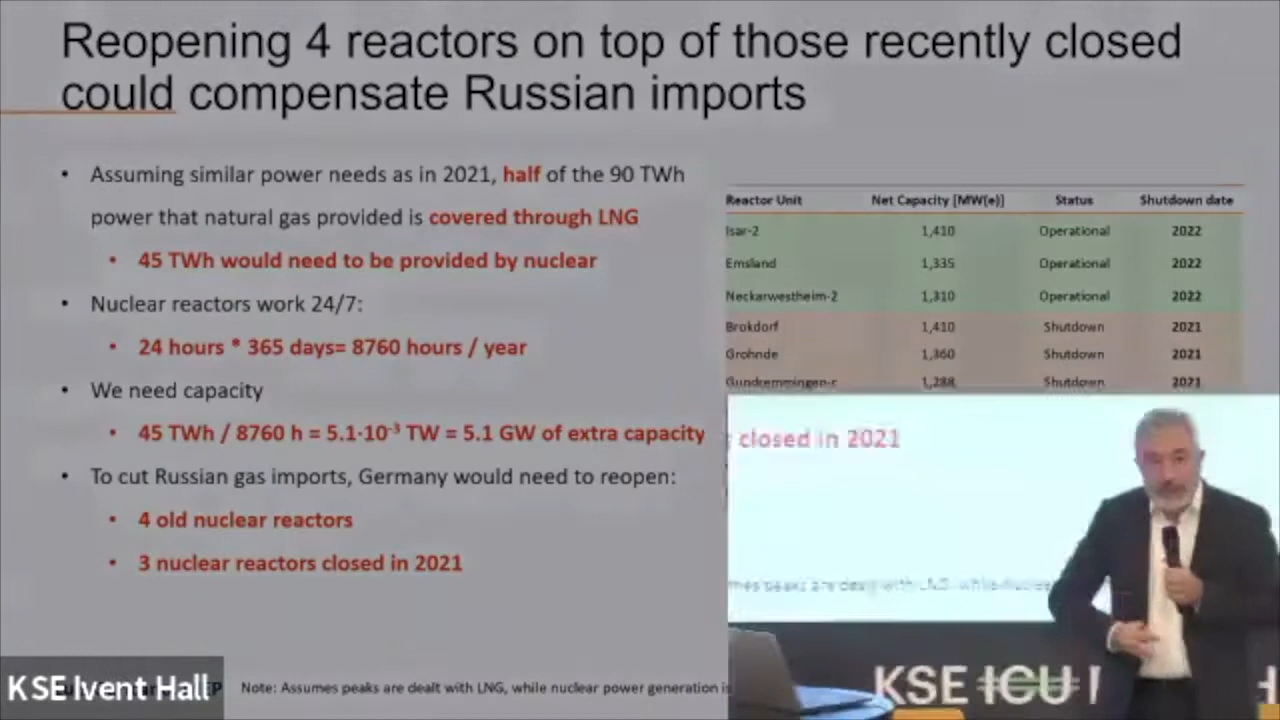 Reopening 4 reactors on top of those recently closed
could compensate Russian imports
• Assuming similar power needs as in 2021, half of the 90 TWh
power that natural gas provided is covered through LNG
• 45 TWh would need to be provided by nuclear
• Nuclear reactors work 24/7:
• 24 hours * 365 days= 8760 hours / year
• We need capacity
• 45 TWh / 8760 h = 5.1·10⁻³ TW = 5.1 GW of extra capacity
• To cut Russian gas imports, Germany would need to reopen:
• 4 old nuclear reactors
• 3 nuclear reactors closed in 2021
Reactor Unit Net Capacity [MW(e)] Status Shutdown date
Isar-2 1,410 Operational 2022
Emsland 1,335 Operational 2022
Neckarwestheim-2 1,310 Operational 2022
Brokdorf 1,410 Shutdown 2021
Grohnde 1,360 Shutdown 2021
Gundremmingen-c 1,288 Shutdown 2021
closed in 2021
peaks are dealt with LNG, while nuclear
KSE ICU
KSE Ivent Hall
Note: Assumes peaks are dealt with LNG, while nuclear power generation is